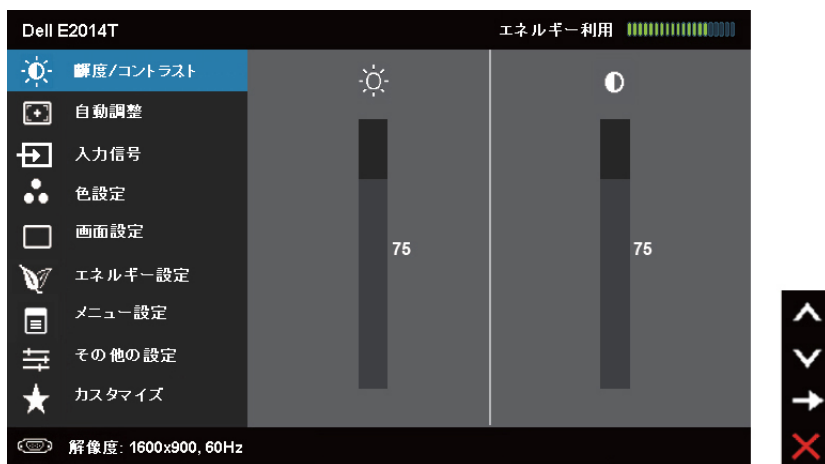 Dell E2014T
エネルギー利用
輝度/コントラスト
自動調整
入力信号
色設定
画面設定
エネルギー設定
メニュー設定
その他の設定
カスタマイズ
75
75
解像度: 1600x900, 60Hz